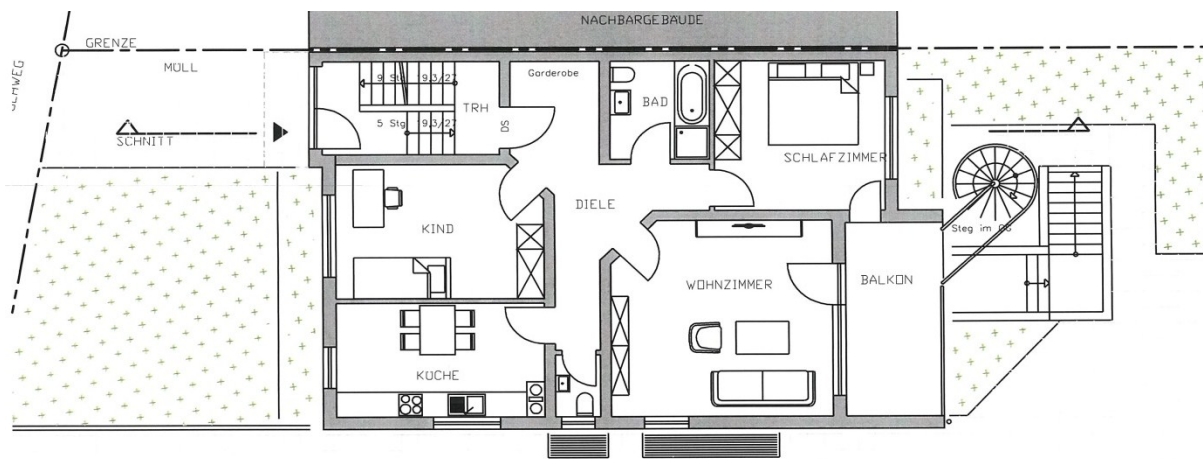 NACHBARGEBÄUDE
GRENZE
MÜLL
SCHNITT
9 Stg. 19,3/27
5 Stg. 19,3/27
TRH
DS
Garderobe
BAD
SCHLAFZIMMER
DIELE
KIND
Steg im OG
WOHNZIMMER
BALKON
KÜCHE